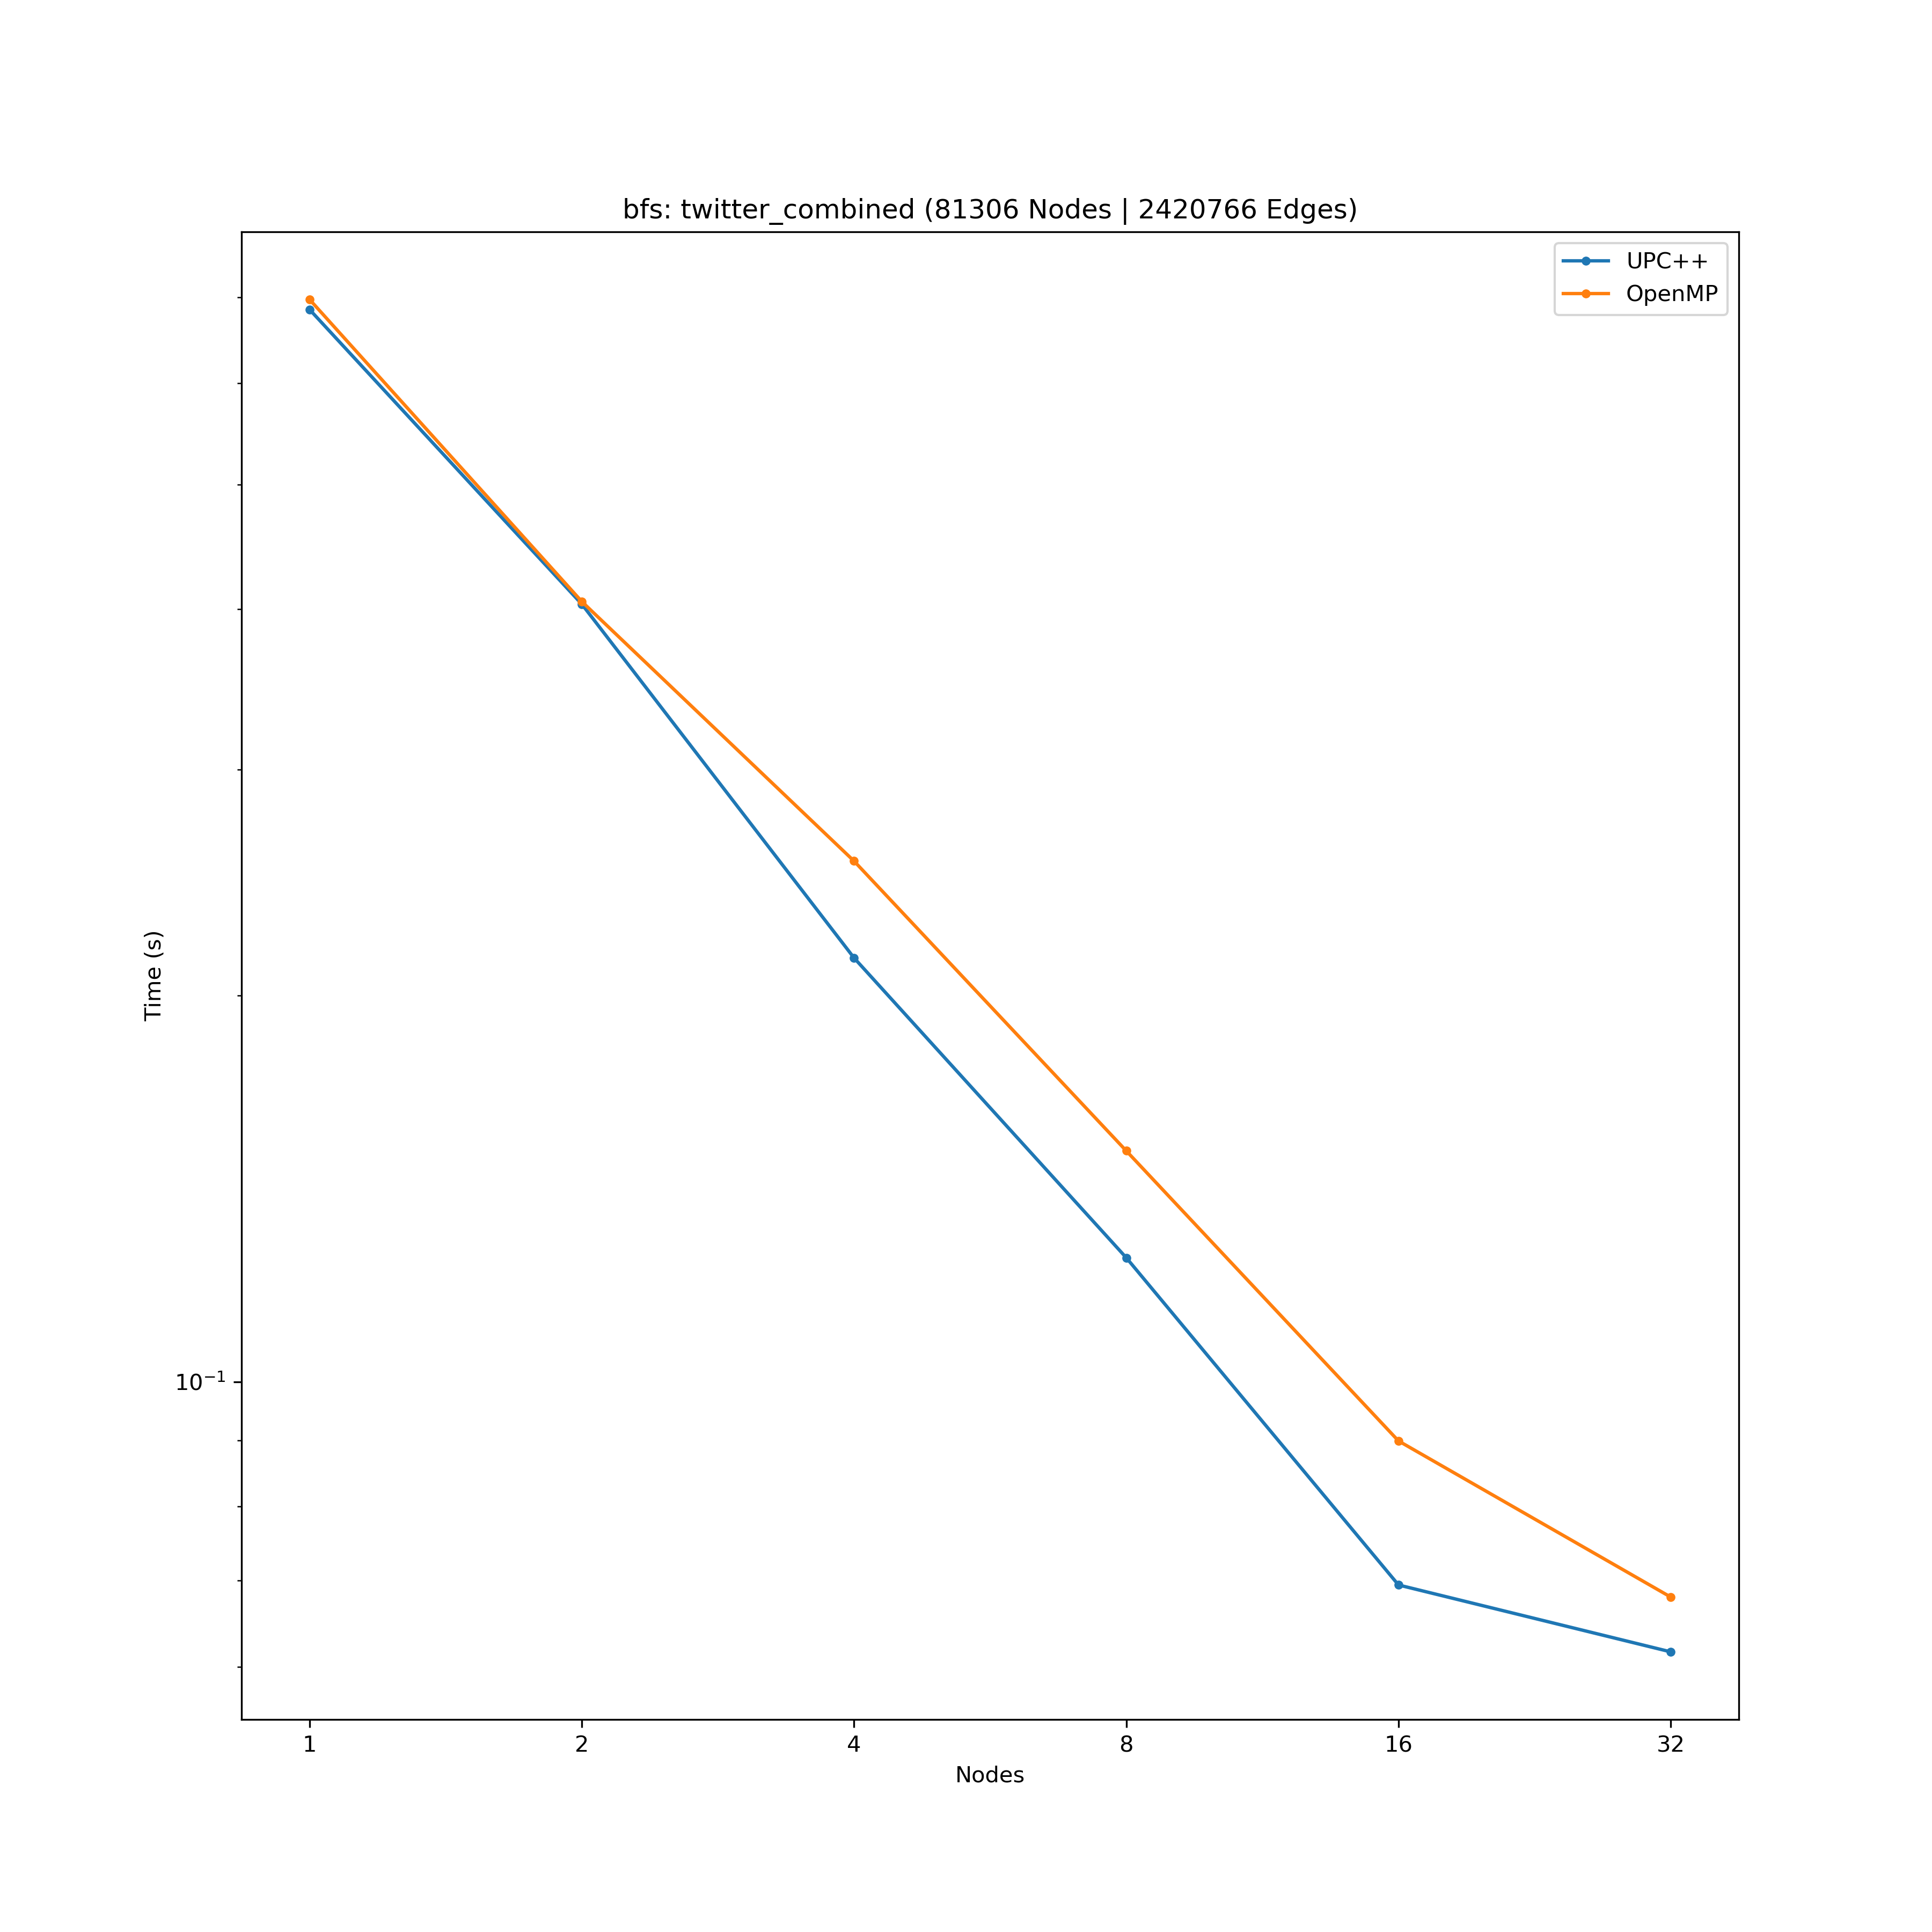 bfs: twitter_combined (81306 Nodes | 2420766 Edges)
UPC++
OpenMP
Time (s)
10⁻¹
1 2 4 8 16 32
Nodes